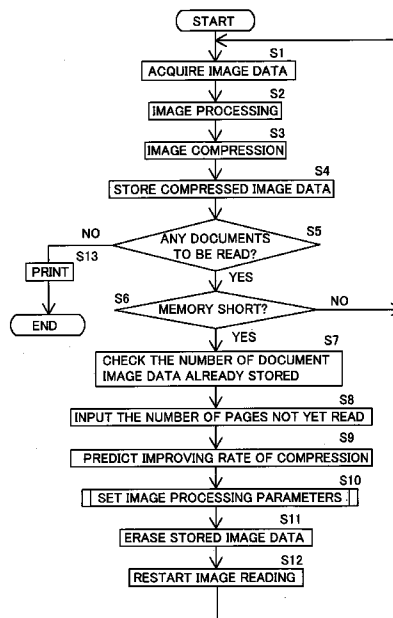 START
S1
ACQUIRE IMAGE DATA
S2
IMAGE PROCESSING
S3
IMAGE COMPRESSION
S4
STORE COMPRESSED IMAGE DATA
S5
ANY DOCUMENTS
TO BE READ?
NO
S13
PRINT
END
YES
S6
MEMORY SHORT?
NO
YES
S7
CHECK THE NUMBER OF DOCUMENT
IMAGE DATA ALREADY STORED
S8
INPUT THE NUMBER OF PAGES NOT YET READ
S9
PREDICT IMPROVING RATE OF COMPRESSION
S10
SET IMAGE PROCESSING PARAMETERS
S11
ERASE STORED IMAGE DATA
S12
RESTART IMAGE READING